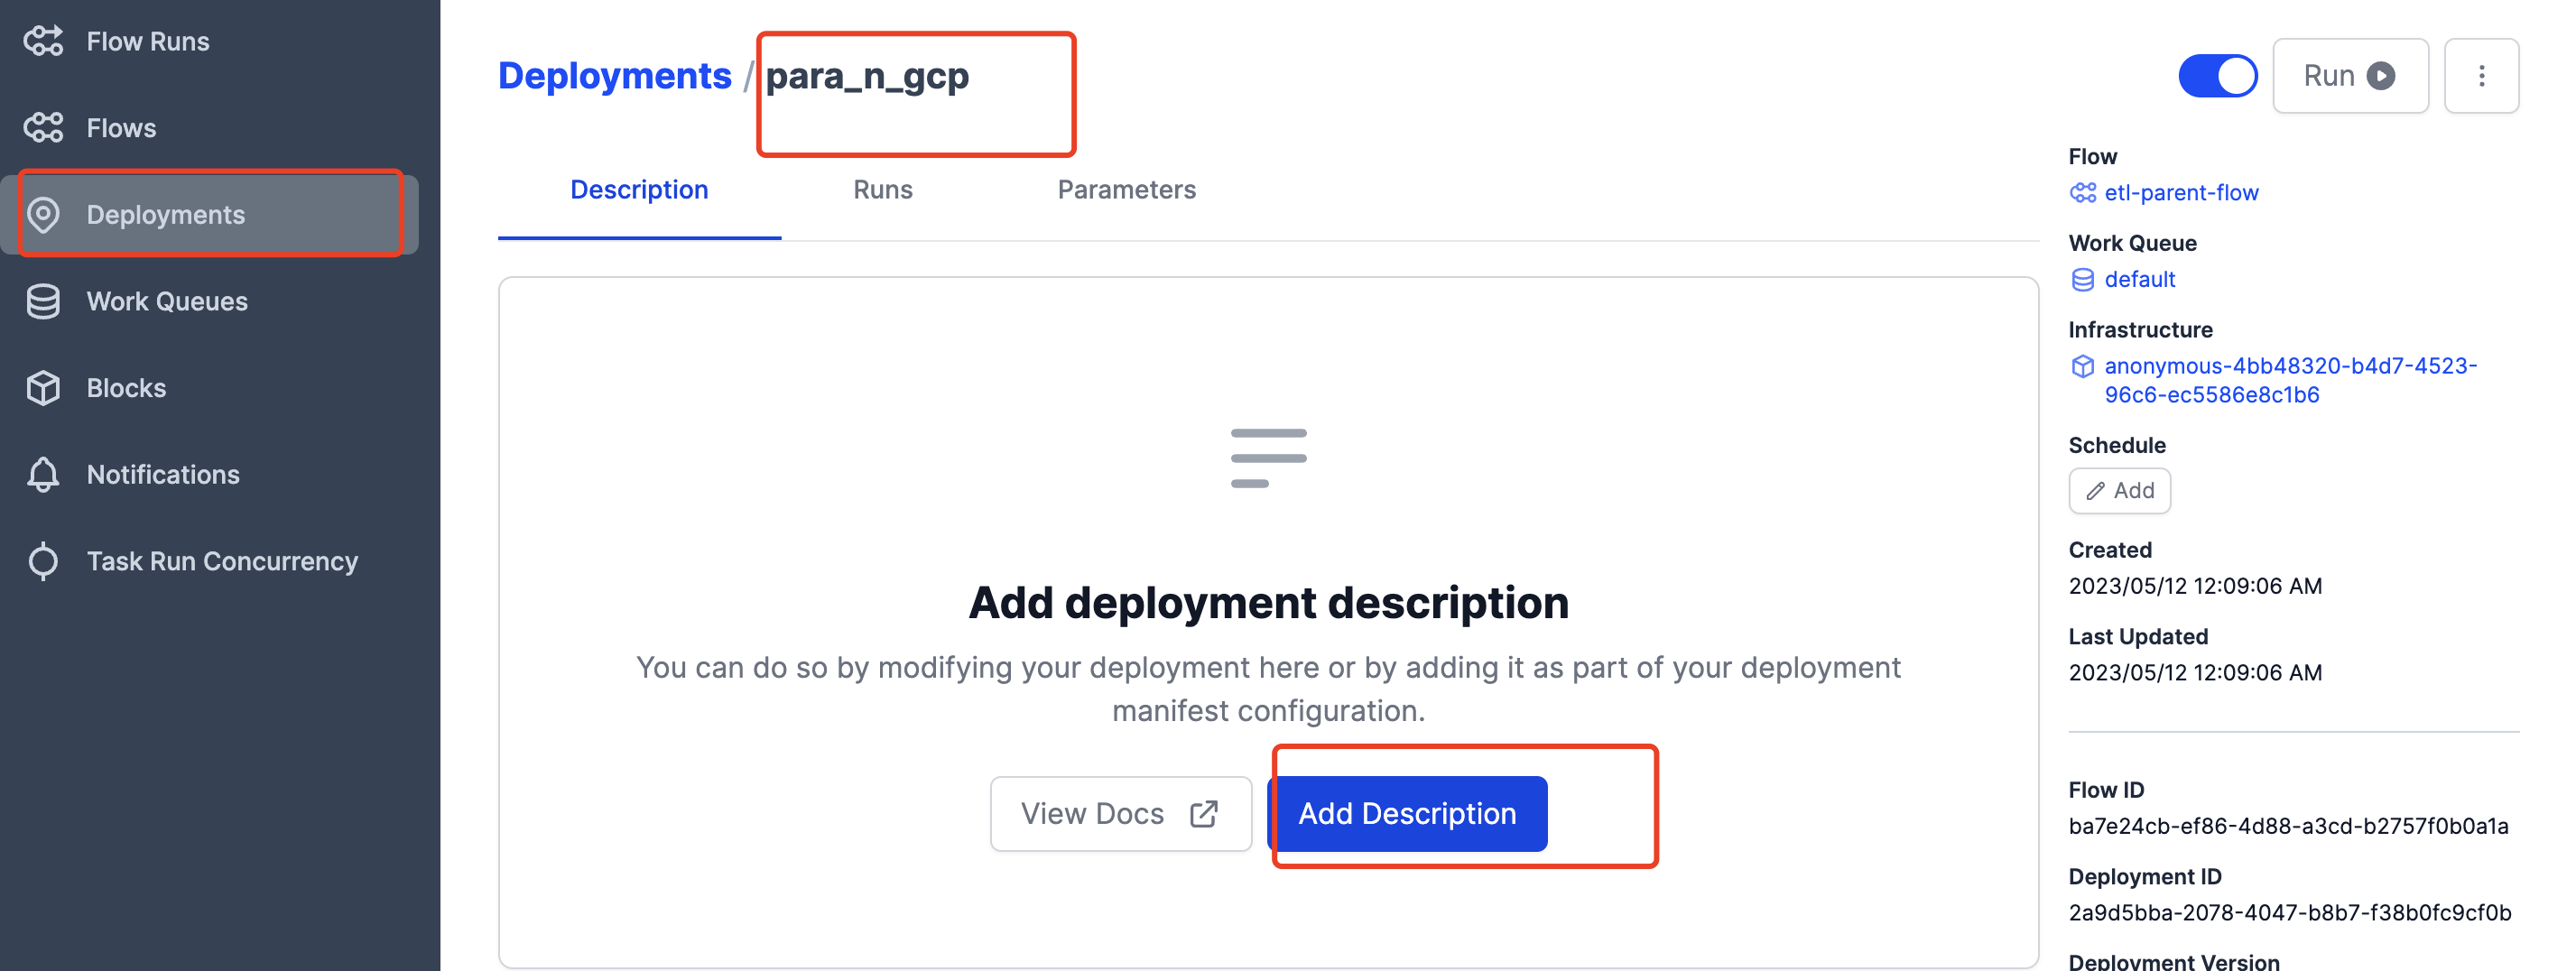 Flow Runs
Flows
Deployments
Work Queues
Blocks
Notifications
Task Run Concurrency
Deployments / para_n_gcp
Run
Description Runs Parameters
Add deployment description
You can do so by modifying your deployment here or by adding it as part of your deployment
manifest configuration.
View Docs Add Description
Flow
etl-parent-flow
Work Queue
default
Infrastructure
anonymous-4bb48320-b4d7-4523-
96c6-ec5586e8c1b6
Schedule
Add
Created
2023/05/12 12:09:06 AM
Last Updated
2023/05/12 12:09:06 AM
Flow ID
ba7e24cb-ef86-4d88-a3cd-b2757f0b0a1a
Deployment ID
2a9d5bba-2078-4047-b8b7-f38b0fc9cf0b
Deployment Version